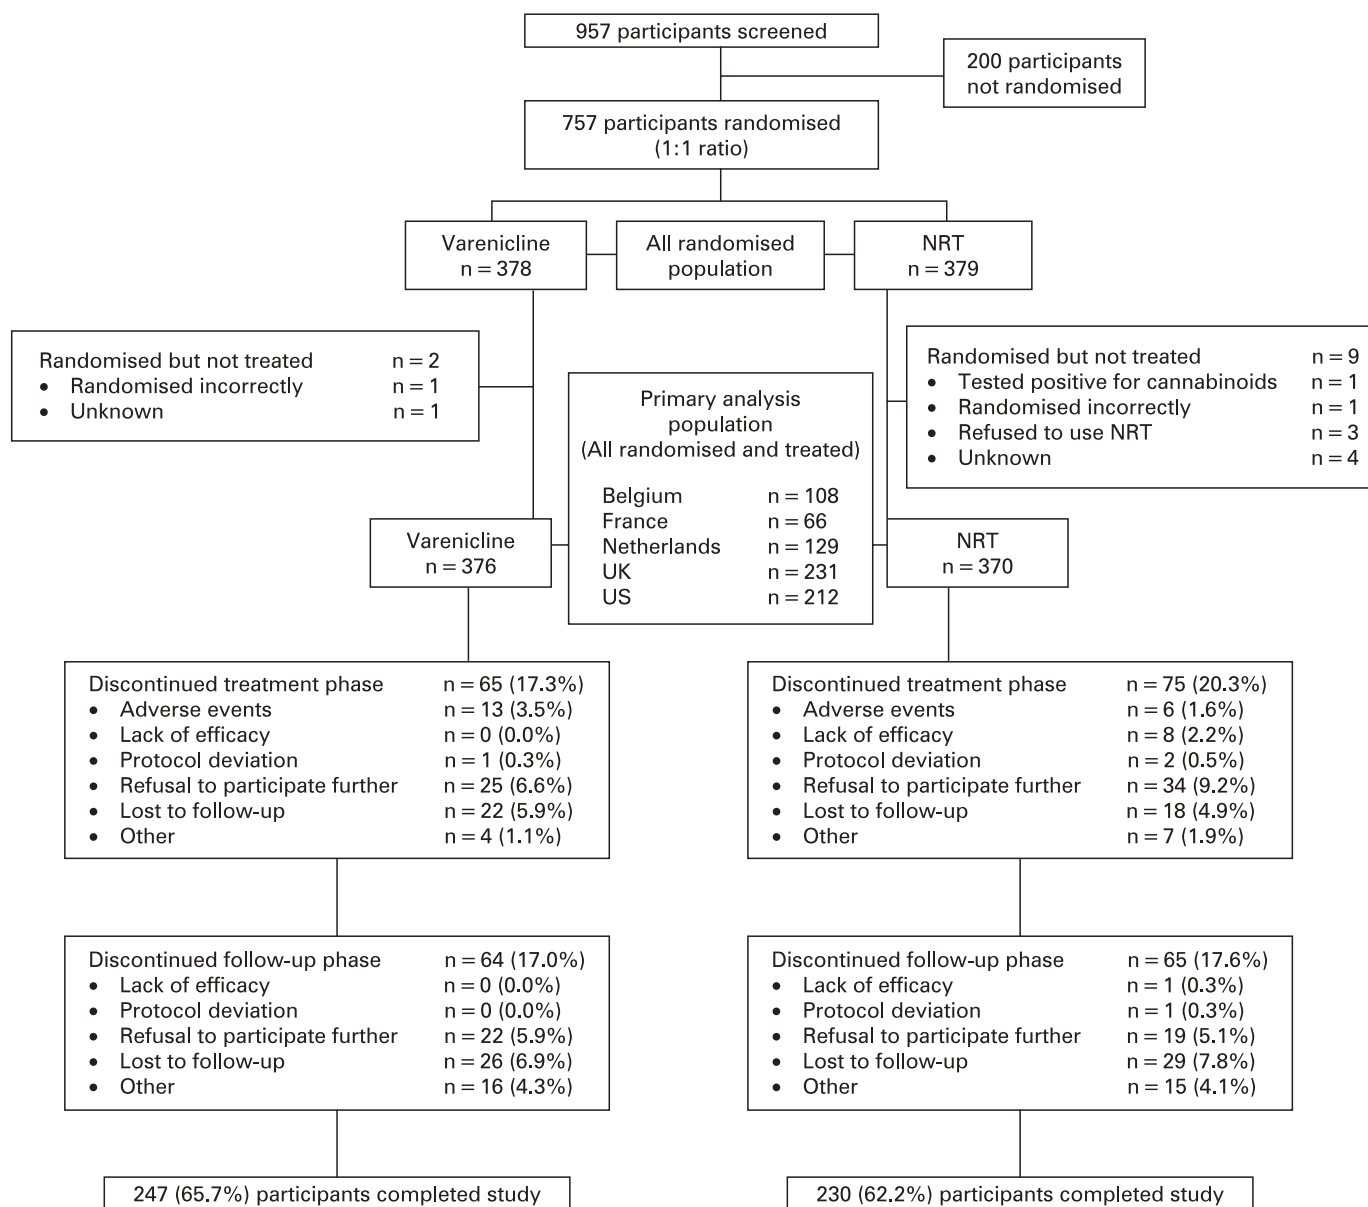 957 participants screened
200 participants
not randomised
757 participants randomised
(1:1 ratio)
Varenicline
n = 378
All randomised
population
NRT
n = 379
Randomised but not treated n = 2
• Randomised incorrectly n = 1
• Unknown n = 1
Randomised but not treated n = 9
• Tested positive for cannabinoids n = 1
• Randomised incorrectly n = 1
• Refused to use NRT n = 3
• Unknown n = 4
Primary analysis
population
(All randomised and treated)
Belgium n = 108
France n = 66
Netherlands n = 129
UK n = 231
US n = 212
Varenicline
n = 376
NRT
n = 370
Discontinued treatment phase n = 65 (17.3%)
• Adverse events n = 13 (3.5%)
• Lack of efficacy n = 0 (0.0%)
• Protocol deviation n = 1 (0.3%)
• Refusal to participate further n = 25 (6.6%)
• Lost to follow-up n = 22 (5.9%)
• Other n = 4 (1.1%)
Discontinued treatment phase n = 75 (20.3%)
• Adverse events n = 6 (1.6%)
• Lack of efficacy n = 8 (2.2%)
• Protocol deviation n = 2 (0.5%)
• Refusal to participate further n = 34 (9.2%)
• Lost to follow-up n = 18 (4.9%)
• Other n = 7 (1.9%)
Discontinued follow-up phase n = 64 (17.0%)
• Lack of efficacy n = 0 (0.0%)
• Protocol deviation n = 0 (0.0%)
• Refusal to participate further n = 22 (5.9%)
• Lost to follow-up n = 26 (6.9%)
• Other n = 16 (4.3%)
Discontinued follow-up phase n = 65 (17.6%)
• Lack of efficacy n = 1 (0.3%)
• Protocol deviation n = 1 (0.3%)
• Refusal to participate further n = 19 (5.1%)
• Lost to follow-up n = 29 (7.8%)
• Other n = 15 (4.1%)
247 (65.7%) participants completed study
230 (62.2%) participants completed study